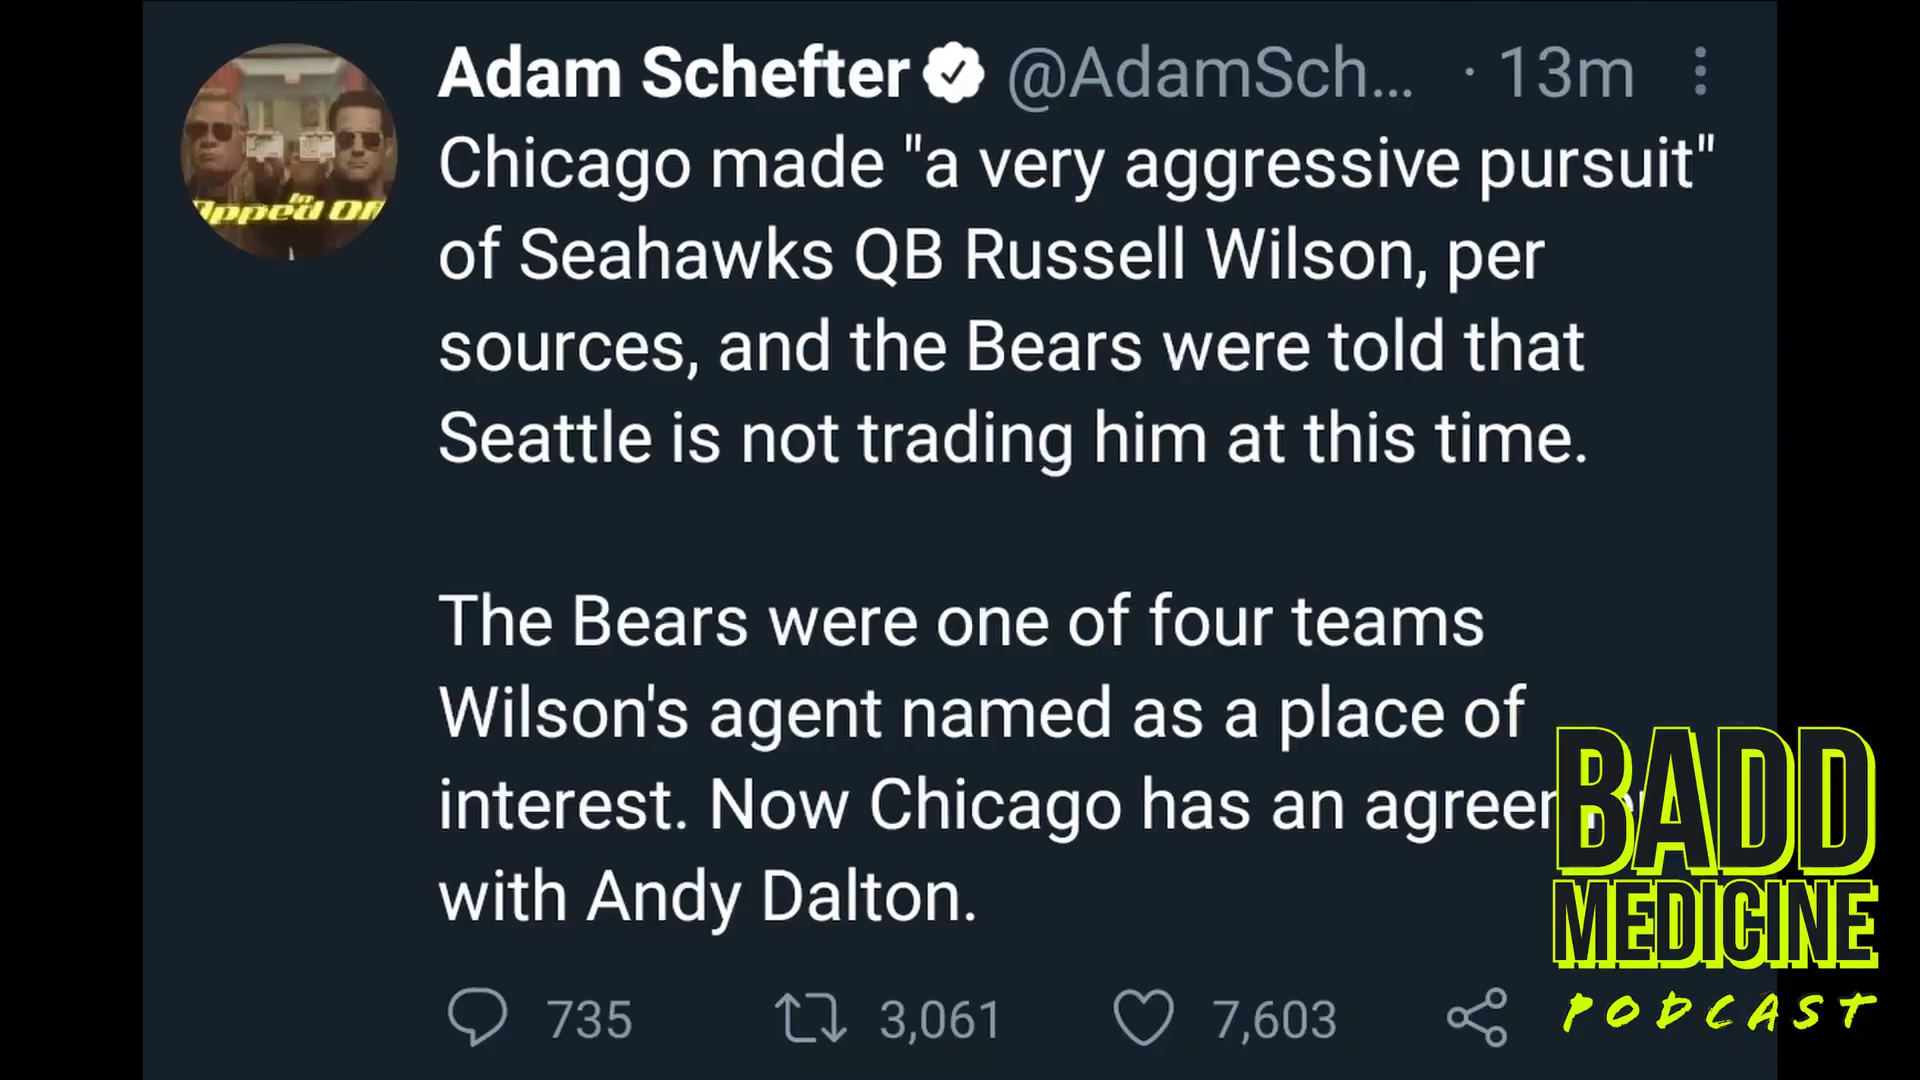 Adam Schefter @AdamSch... · 13m
Chicago made "a very aggressive pursuit"
of Seahawks QB Russell Wilson, per
sources, and the Bears were told that
Seattle is not trading him at this time.
The Bears were one of four teams
Wilson's agent named as a place of
interest. Now Chicago has an
with Andy Dalton.
735 3,061 7,603
BADD
MEDICINE
PODCAST